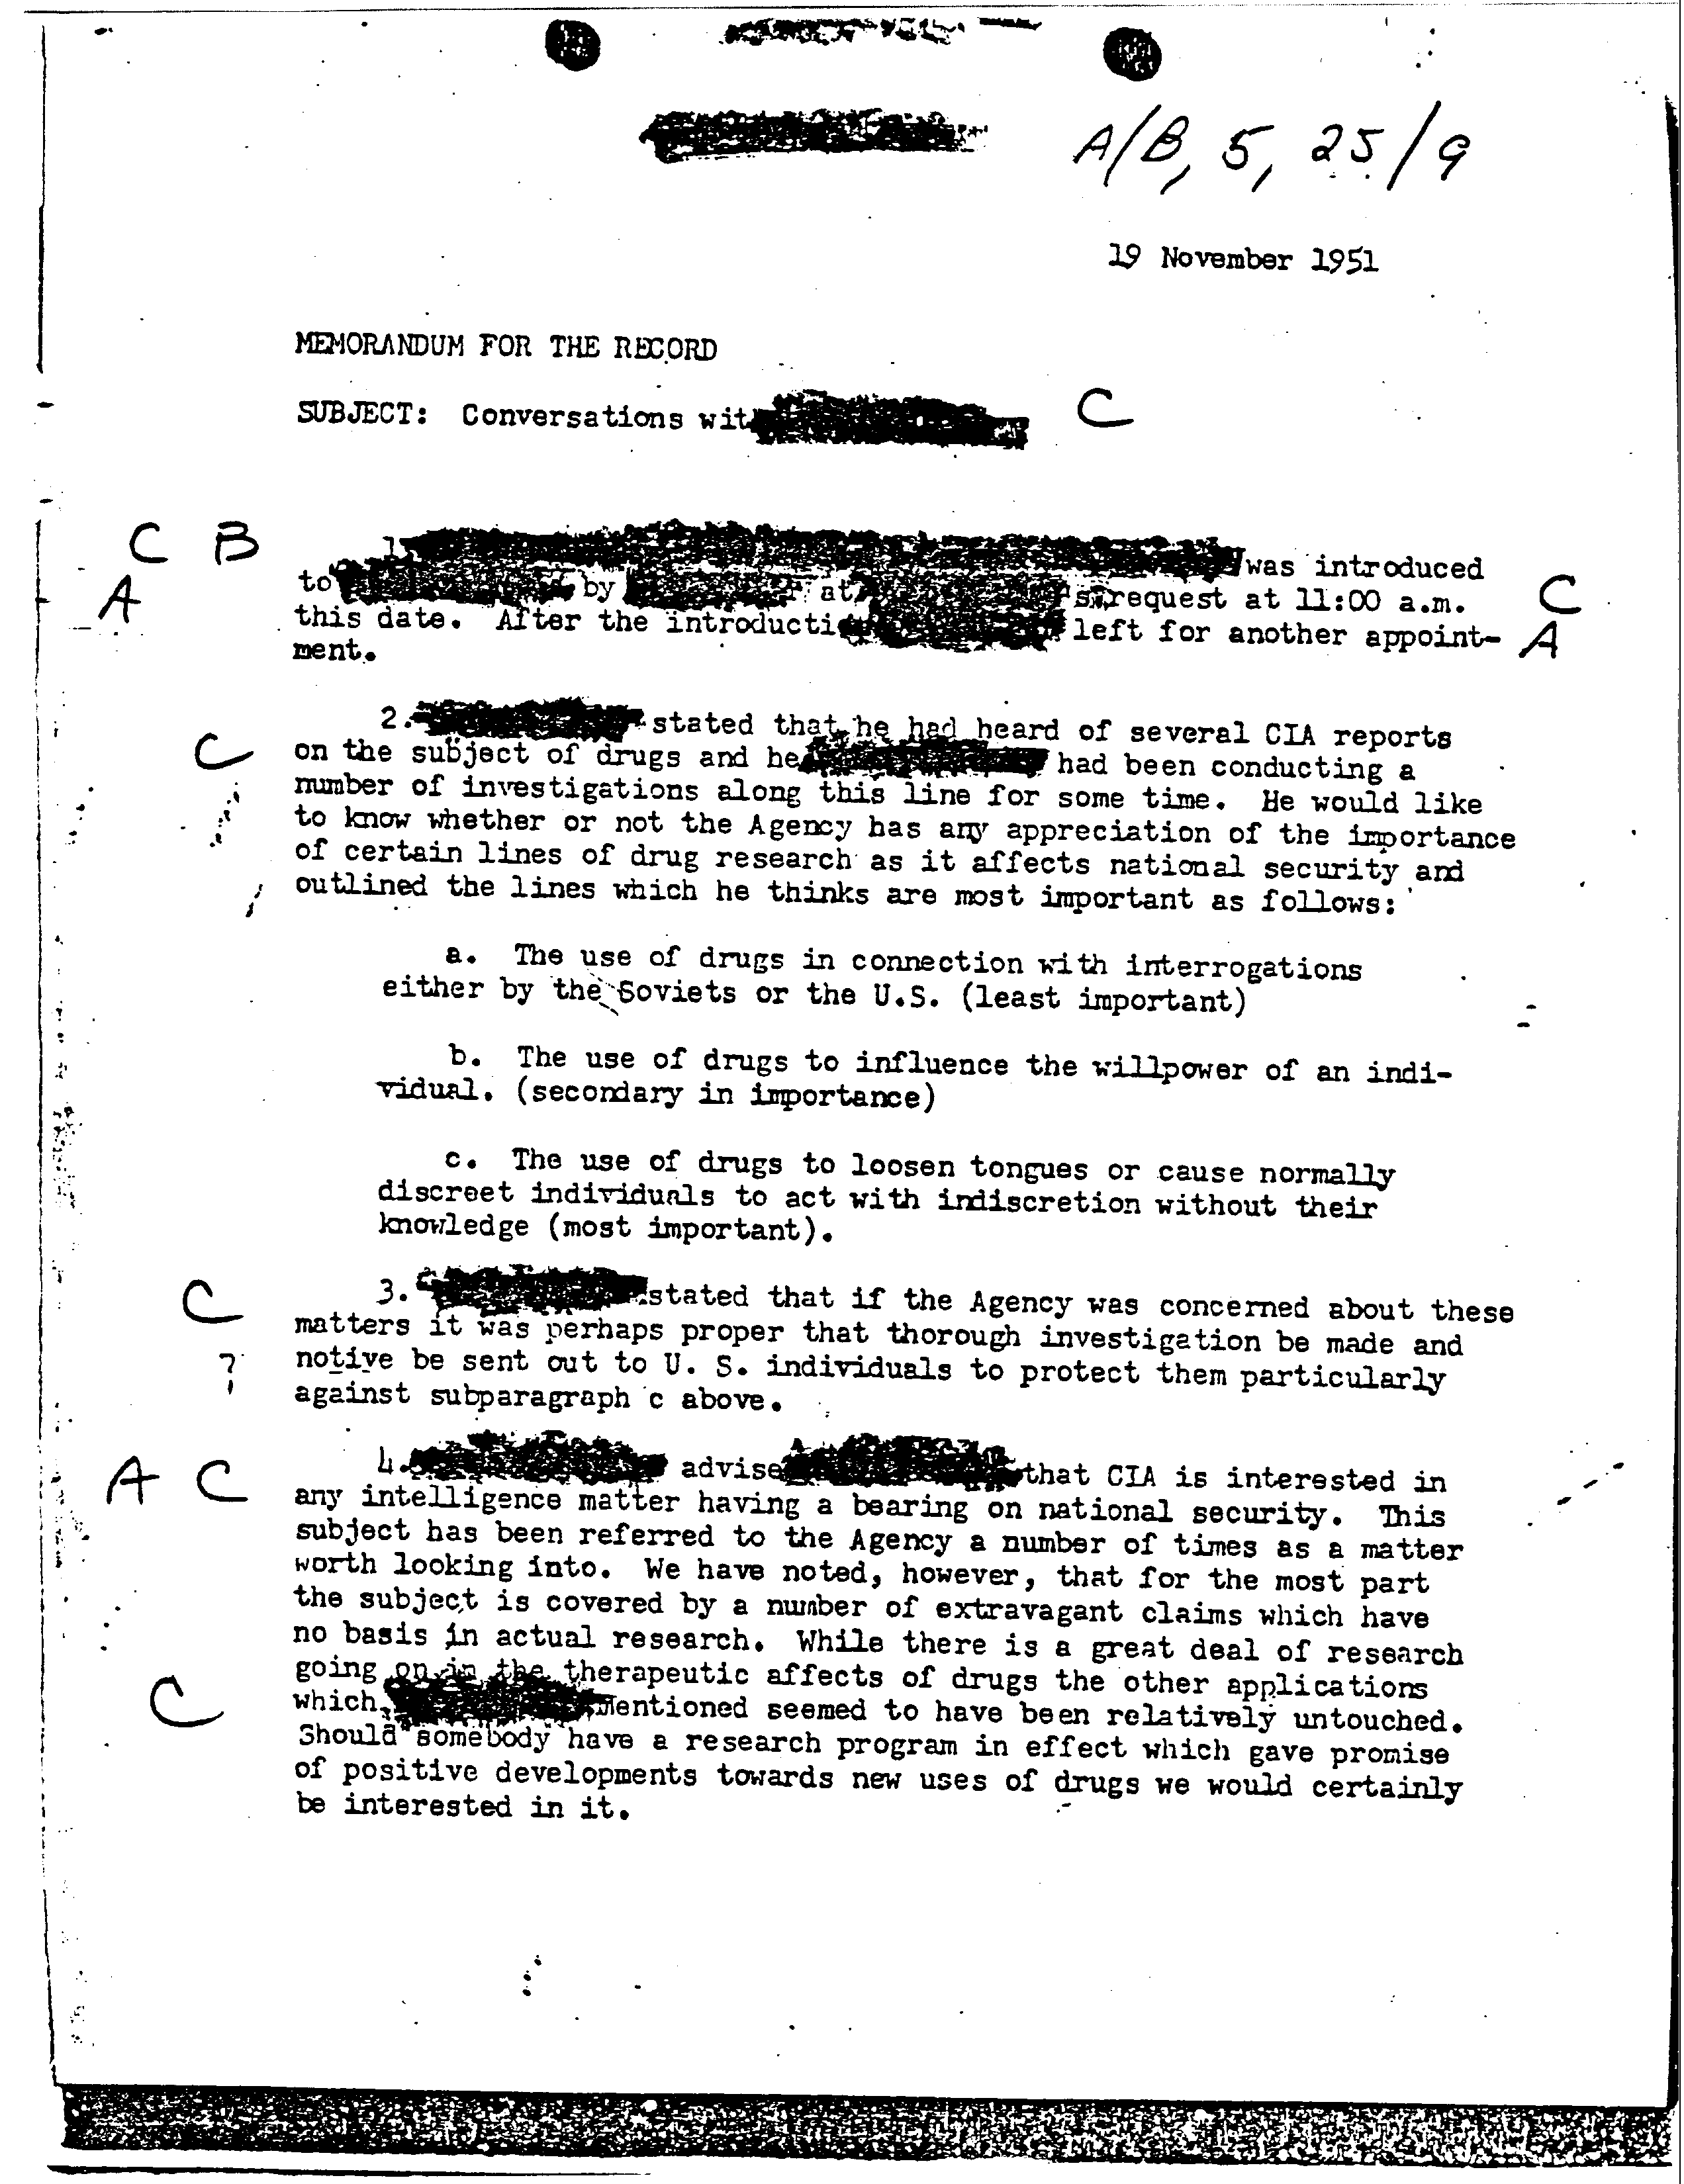 A/B, 5, 25/9
19 November 1951
MEMORANDUM FOR THE RECORD
SUBJECT: Conversations wit
C
C B
1. was introduced
to by at s request at 11:00 a.m.
A
C
this date. After the introducti left for another appoint-
A
ment.
2. stated that he had heard of several CIA reports
C
on the subject of drugs and he had been conducting a
number of investigations along this line for some time. He would like
to know whether or not the Agency has any appreciation of the importance
of certain lines of drug research as it affects national security and
outlined the lines which he thinks are most important as follows:
a. The use of drugs in connection with interrogations
either by the Soviets or the U.S. (least important)
b. The use of drugs to influence the willpower of an indi-
vidual. (secondary in importance)
c. The use of drugs to loosen tongues or cause normally
discreet individuals to act with indiscretion without their
knowledge (most important).
C
3. stated that if the Agency was concerned about these
matters it was perhaps proper that thorough investigation be made and
?
notive be sent out to U. S. individuals to protect them particularly
against subparagraph c above.
A C
4. advise that CIA is interested in
any intelligence matter having a bearing on national security. This
subject has been referred to the Agency a number of times as a matter
worth looking into. We have noted, however, that for the most part
the subject is covered by a number of extravagant claims which have
no basis in actual research. While there is a great deal of research
going on in the therapeutic affects of drugs the other applications
C
which mentioned seemed to have been relatively untouched.
Should somebody have a research program in effect which gave promise
of positive developments towards new uses of drugs we would certainly
be interested in it.